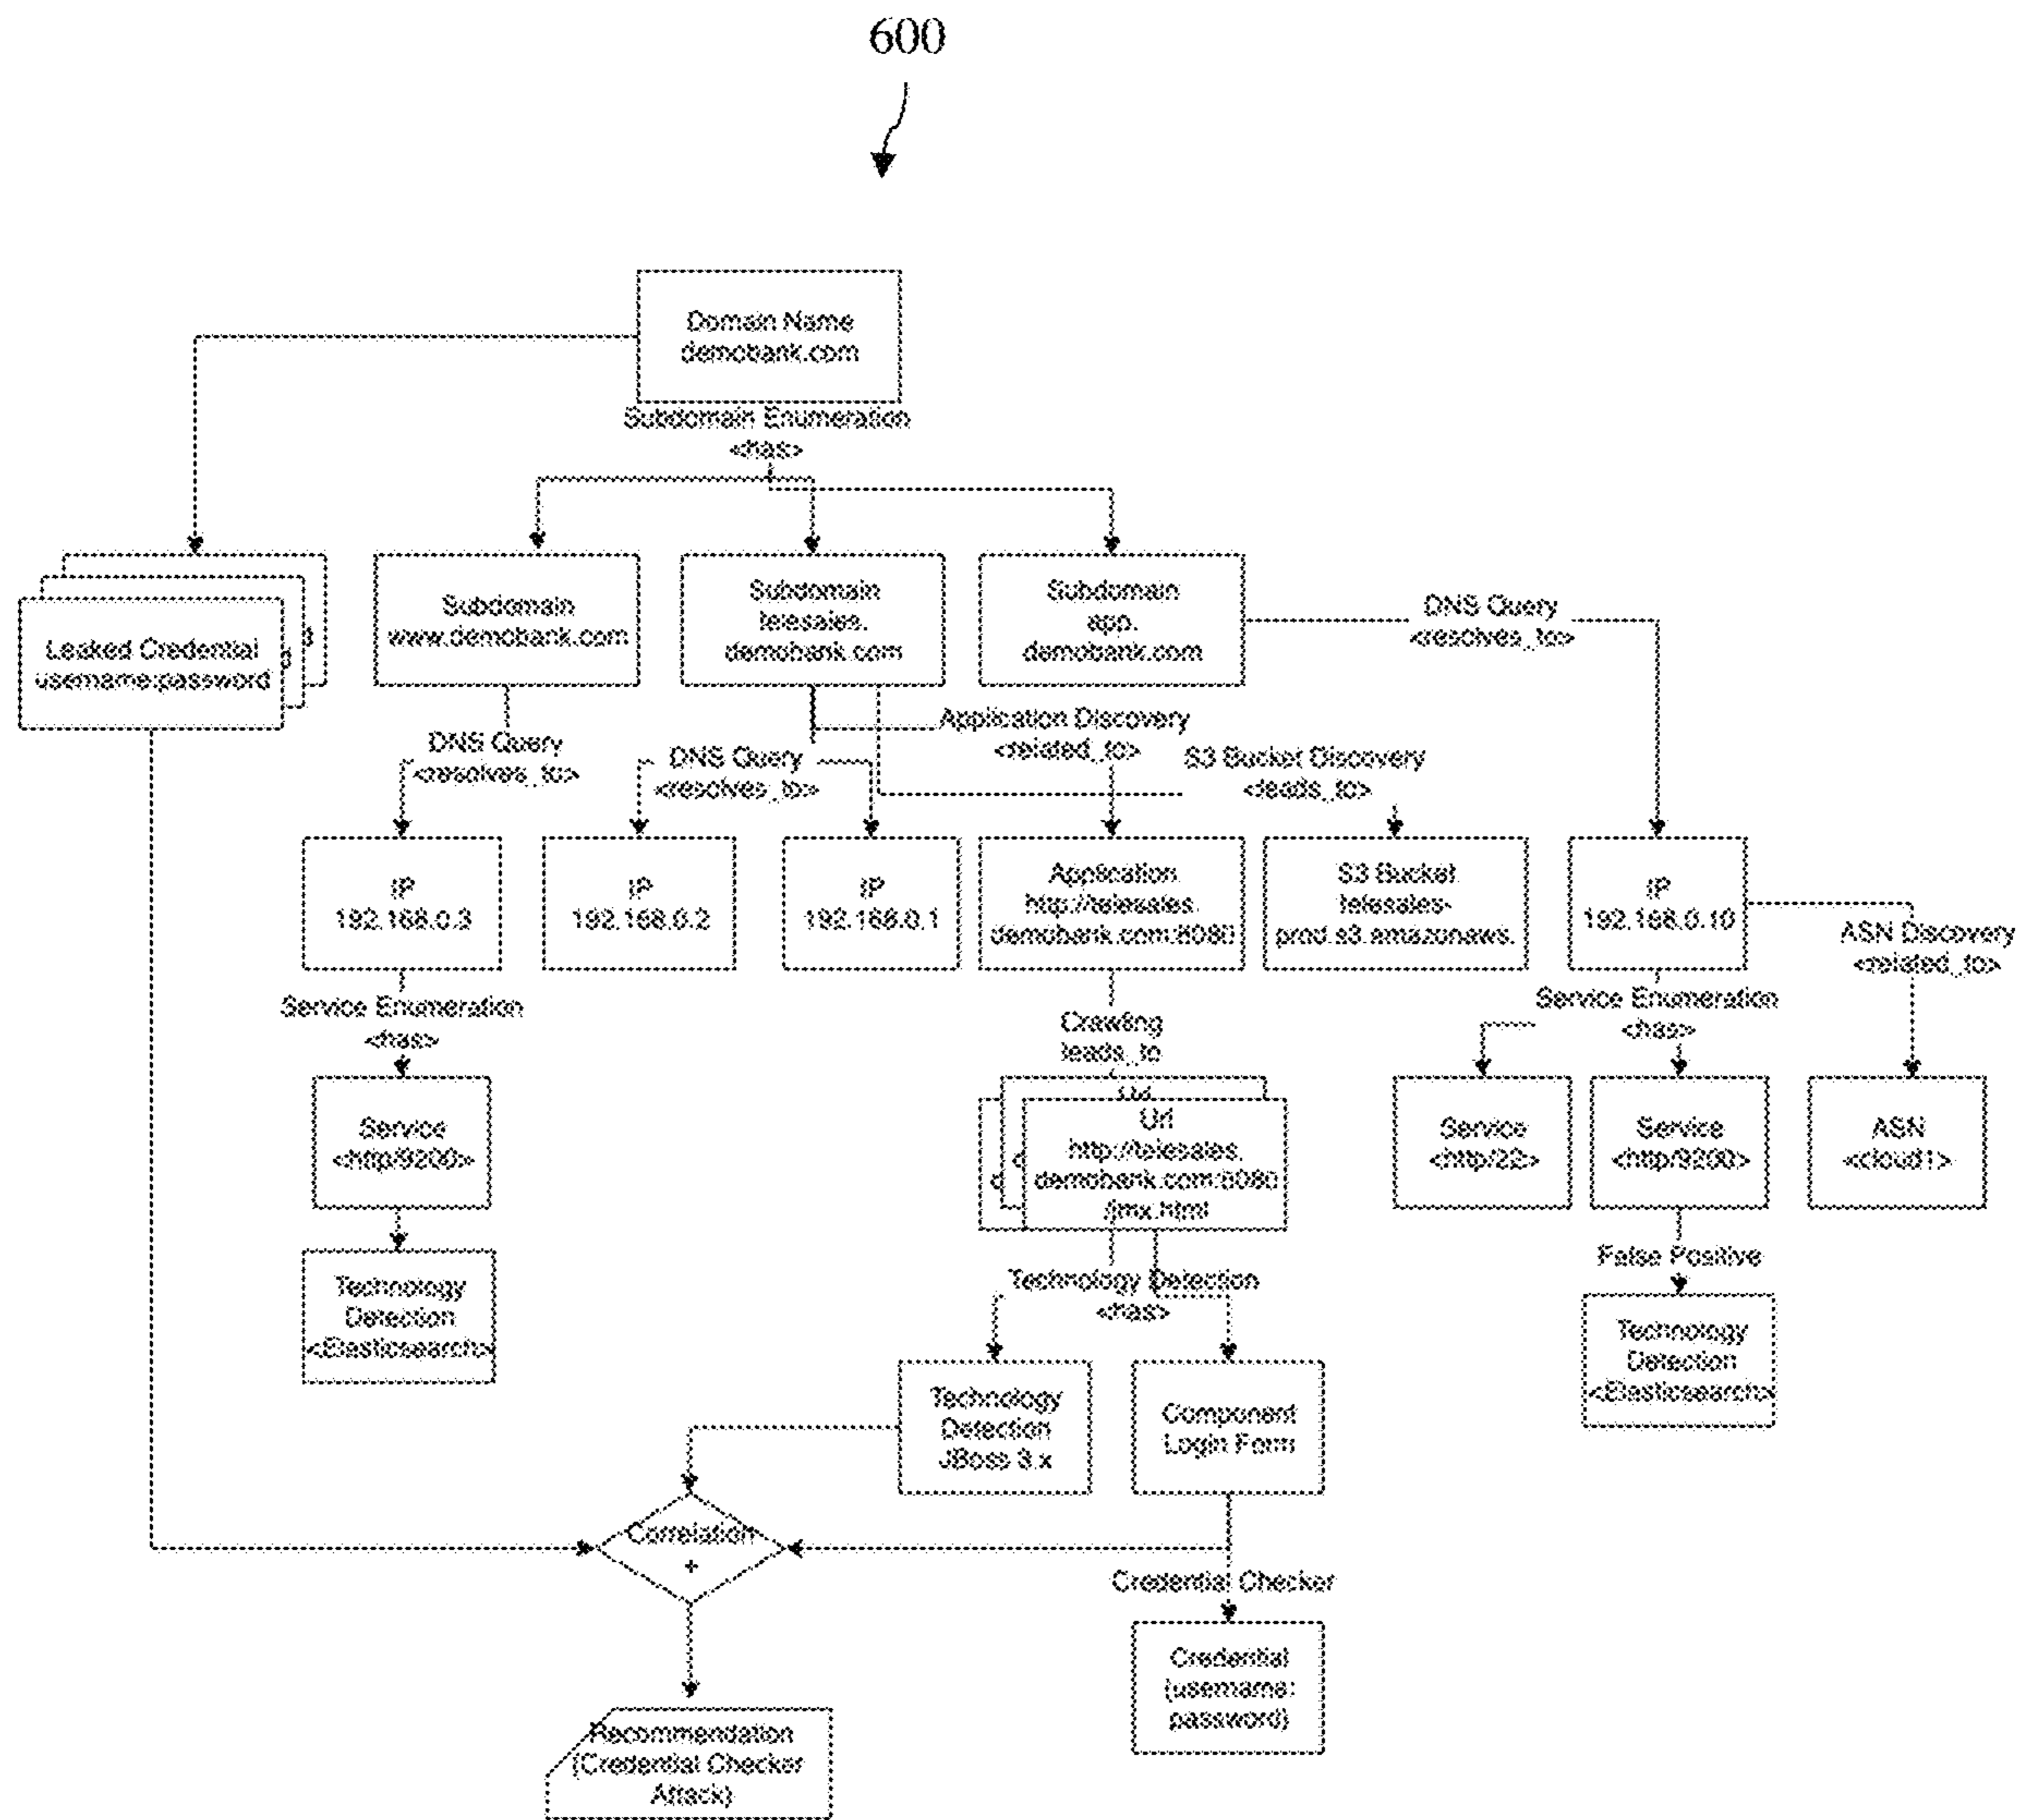 600
Domain Name
demobank.com
Subdomain Enumeration
<has>
Leaked Credential
username:password
Subdomain
www.demobank.com
Subdomain
telesales.
demobank.com
Subdomain
app.
demobank.com
DNS Query
<resolves_to>
DNS Query
<resolves_to>
DNS Query
<resolves_to>
Application Discovery
<related_to>
S3 Bucket Discovery
<leads_to>
IP
192.168.0.3
IP
192.168.0.2
IP
192.168.0.1
Application
http://telesales.
demobank.com:8080
S3 Bucket
telesales-
prod.s3.amazonaws.
IP
192.168.0.10
ASN Discovery
<related_to>
Service Enumeration
<has>
Crawling
leads_to
Service Enumeration
<has>
Service
<http/9200>
Url
Url
http://telesales.
demobank.com:8080
/jmx.html
Service
<http/22>
Service
<http/9200>
ASN
<cloud1>
Technology
Detection
<Elasticsearch>
Technology Detection
<has>
False Positive
Technology
Detection
<Elasticsearch>
Technology
Detection
JBoss 3.x
Component
Login Form
Correlation
+
Credential Checker
Credential
(username:
password)
Recommendation
(Credential Checker
Attack)